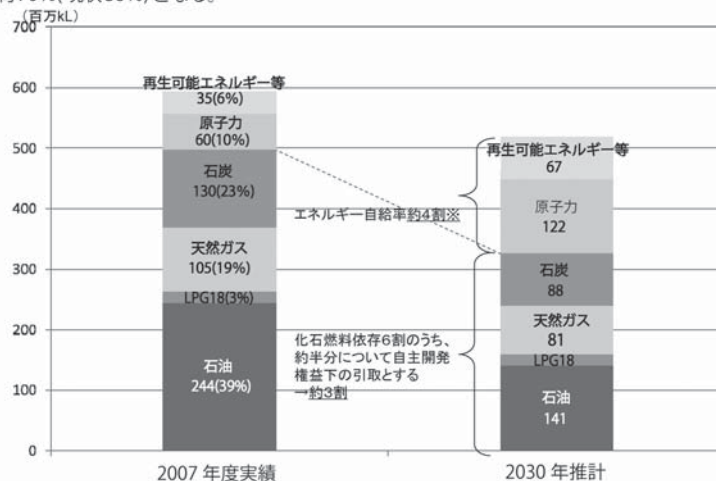 （百万kL）
700
600
500
400
300
200
100
0
再生可能エネルギー等
35(6%)
原子力
60(10%)
石炭
130(23%)
天然ガス
105(19%)
LPG18(3%)
石油
244(39%)
2007 年度実績
エネルギー自給率約4割※
化石燃料依存6割のうち、
約半分について自主開発
権益下の引取とする
→約3割
再生可能エネルギー等
67
原子力
122
石炭
88
天然ガス
81
LPG18
石油
141
2030 年推計